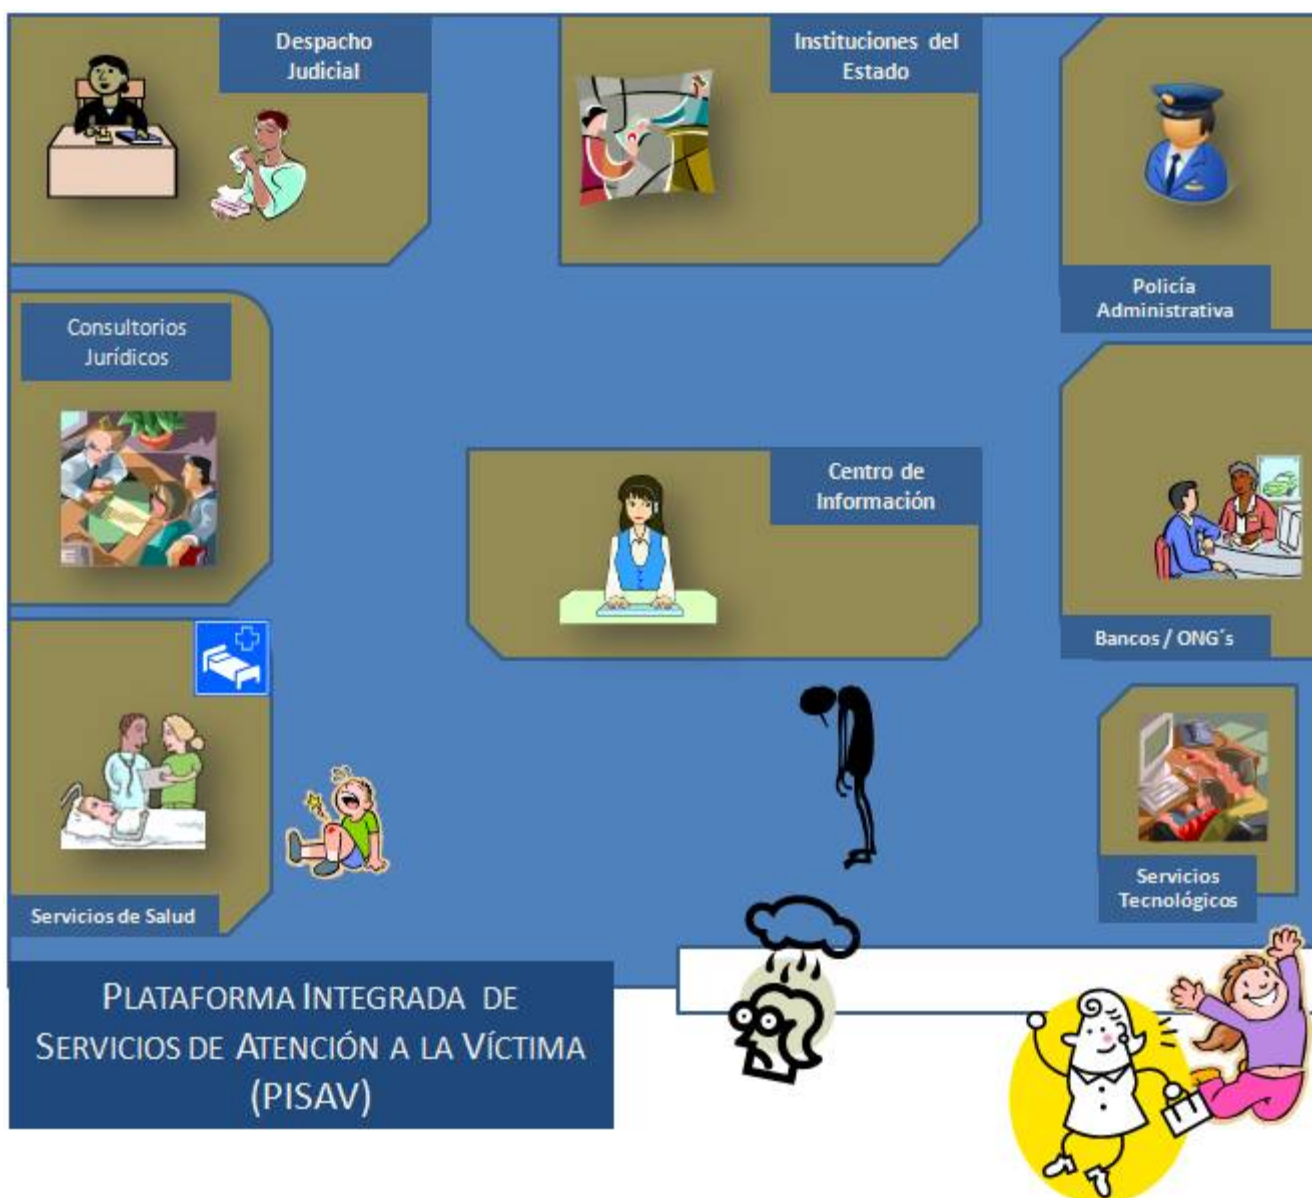 Despacho
Judicial
Instituciones del
Estado
Policía
Administrativa
Consultorios
Jurídicos
Centro de
Información
Bancos / ONG´s
Servicios de Salud
Servicios
Tecnológicos
PLATAFORMA INTEGRADA DE
SERVICIOS DE ATENCIÓN A LA VÍCTIMA
(PISAV)